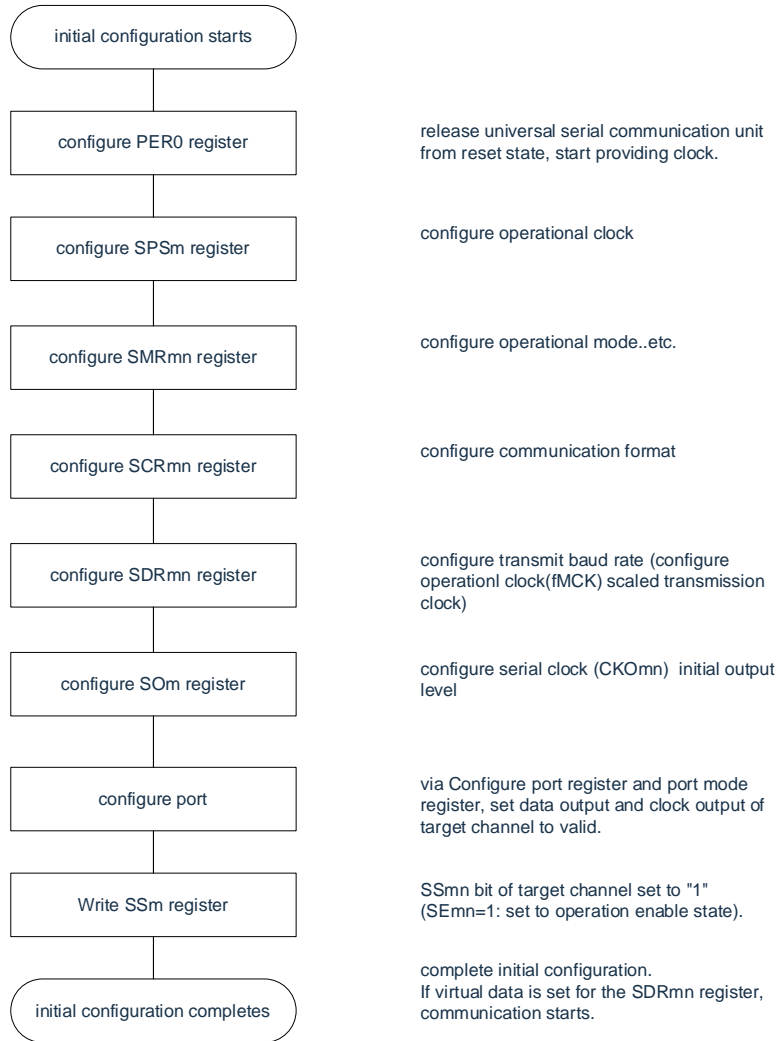 initial configuration starts
configure PER0 register
release universal serial communication unit
from reset state, start providing clock.
configure SPSm register
configure operational clock
configure SMRmn register
configure operational mode..etc.
configure SCRmn register
configure communication format
configure SDRmn register
configure transmit baud rate (configure
operationl clock(fMCK) scaled transmission
clock)
configure SOm register
configure serial clock (CKOmn)  initial output
level
configure port
via Configure port register and port mode
register, set data output and clock output of
target channel to valid.
Write SSm register
SSmn bit of target channel set to "1"
(SEmn=1: set to operation enable state).
initial configuration completes
complete initial configuration.
If virtual data is set for the SDRmn register,
communication starts.